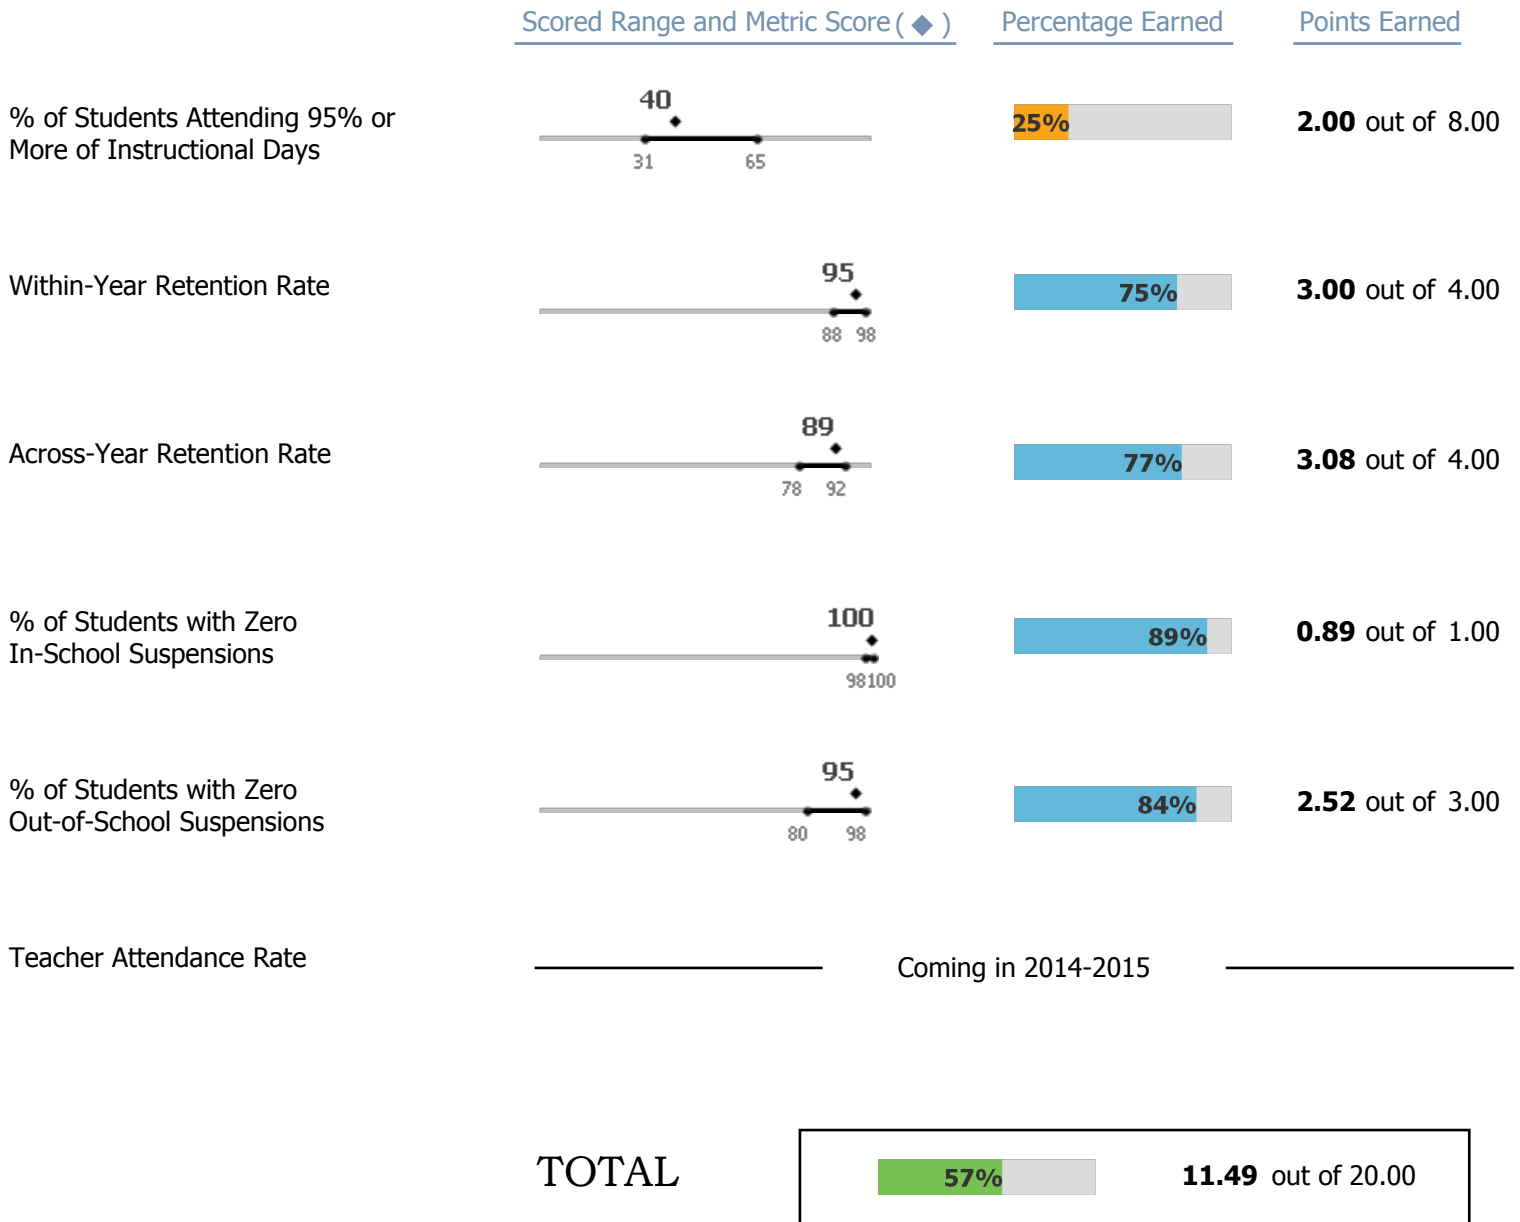 Scored Range and Metric Score ( ◆ ) Percentage Earned Points Earned
% of Students Attending 95% or
More of Instructional Days
40
31 65
25%
2.00 out of 8.00
Within-Year Retention Rate
95
88 98
75%
3.00 out of 4.00
Across-Year Retention Rate
89
78 92
77%
3.08 out of 4.00
% of Students with Zero
In-School Suspensions
100
98 100
89%
0.89 out of 1.00
% of Students with Zero
Out-of-School Suspensions
95
80 98
84%
2.52 out of 3.00
Teacher Attendance Rate
Coming in 2014-2015
TOTAL
57%
11.49 out of 20.00